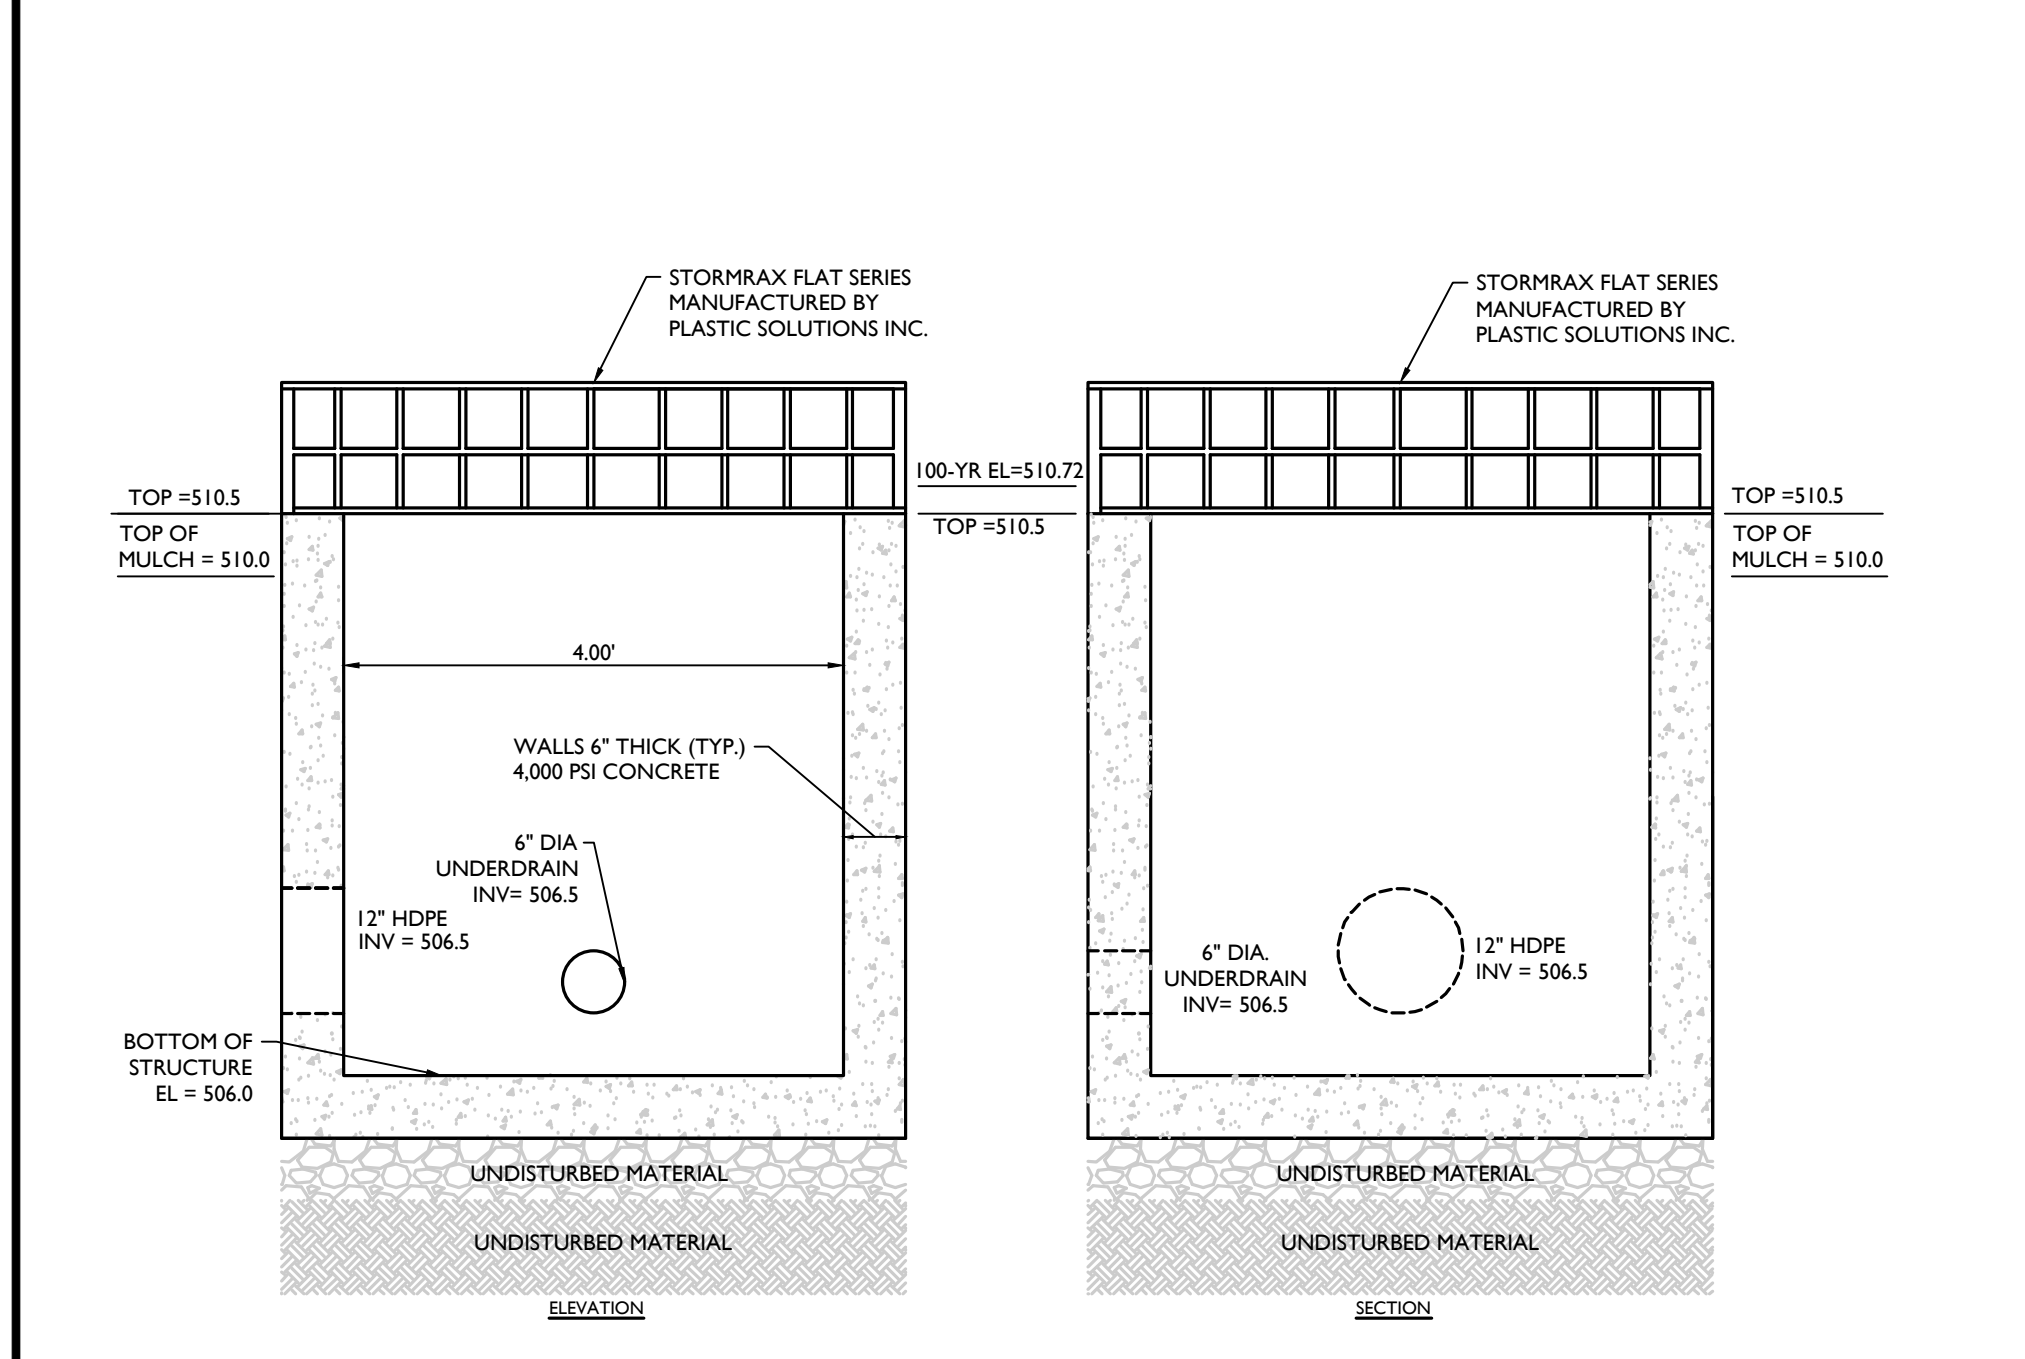 STORMRAX FLAT SERIES
MANUFACTURED BY
PLASTIC SOLUTIONS INC.
TOP =510.5
TOP OF
MULCH = 510.0
4.00'
WALLS 6" THICK (TYP.)
4,000 PSI CONCRETE
6" DIA
UNDERDRAIN
INV= 506.5
12" HDPE
INV = 506.5
BOTTOM OF
STRUCTURE
EL = 506.0
UNDISTURBED MATERIAL
UNDISTURBED MATERIAL
ELEVATION
100-YR EL=510.72
TOP =510.5
STORMRAX FLAT SERIES
MANUFACTURED BY
PLASTIC SOLUTIONS INC.
TOP =510.5
TOP OF
MULCH = 510.0
6" DIA.
UNDERDRAIN
INV= 506.5
12" HDPE
INV = 506.5
UNDISTURBED MATERIAL
UNDISTURBED MATERIAL
SECTION